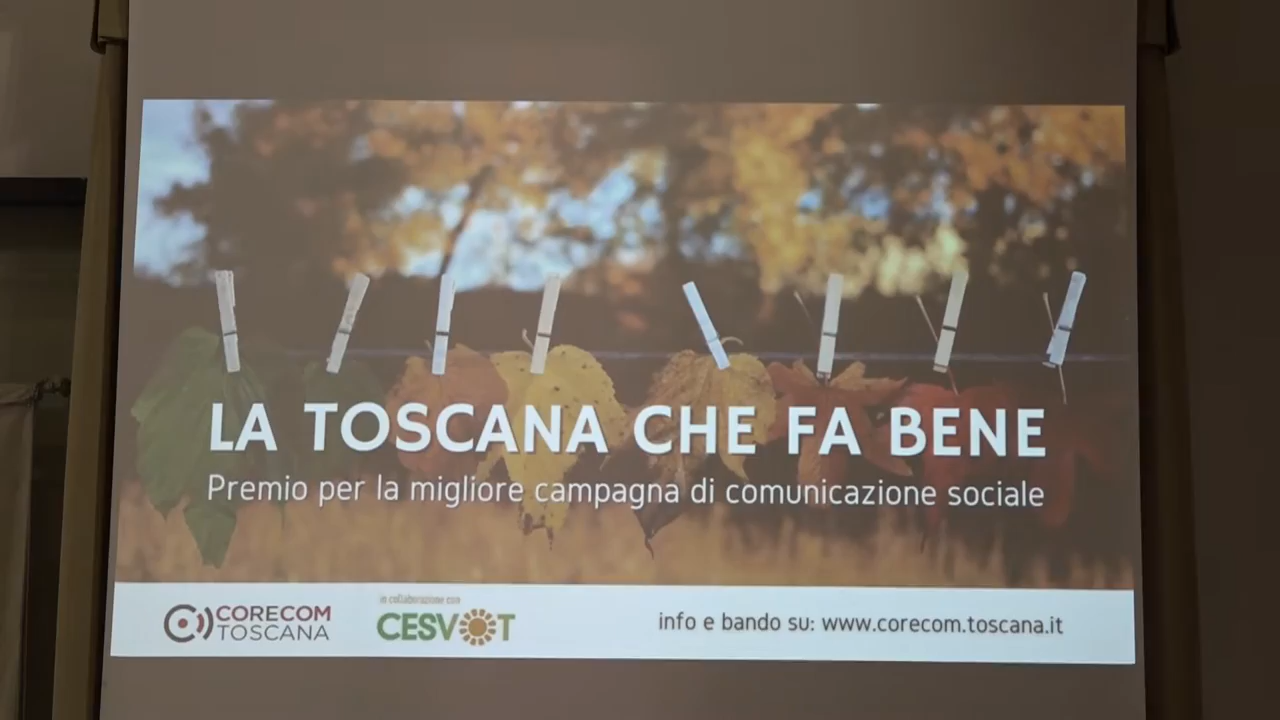 LA TOSCANA CHE FA BENE
Premio per la migliore campagna di comunicazione sociale
CORECOM
TOSCANA
in collaborazione con
CESVOT
info e bando su: www.corecom.toscana.it